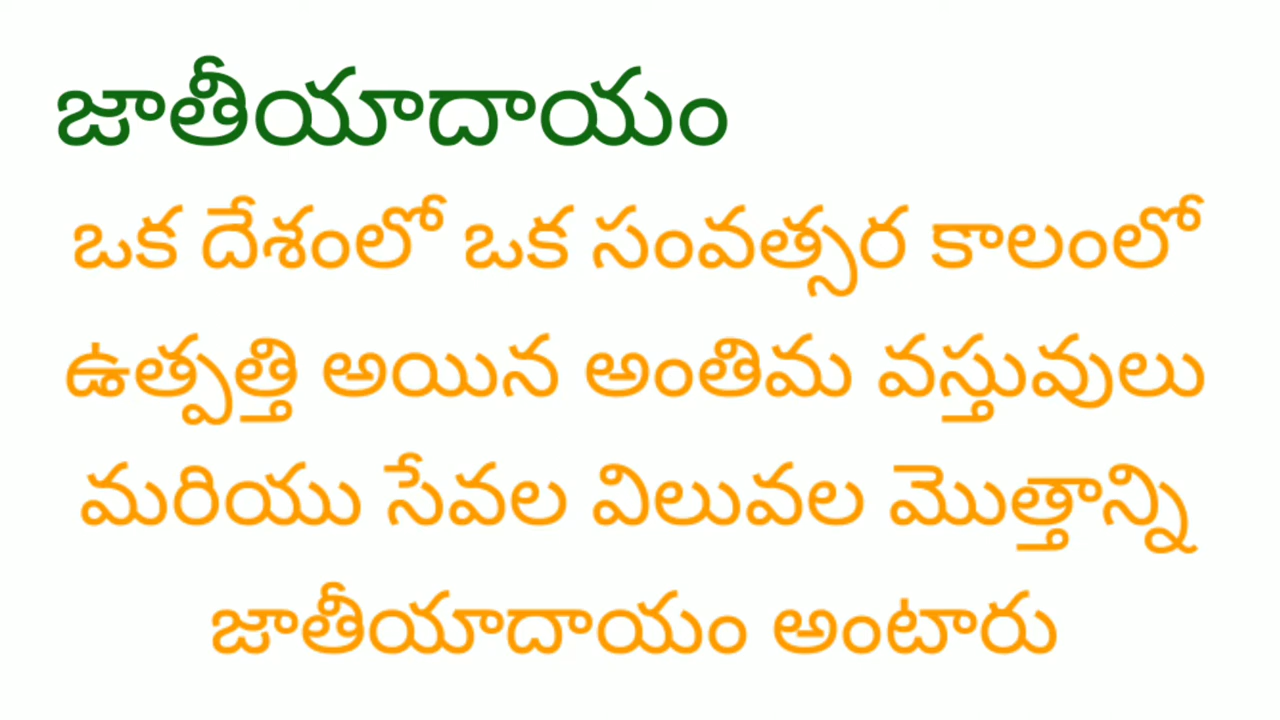 జాతీయాదాయం
ఒక దేశంలో ఒక సంవత్సర కాలంలో
ఉత్పత్తి అయిన అంతిమ వస్తువులు
మరియు సేవల విలువల మొత్తాన్ని
జాతీయాదాయం అంటారు